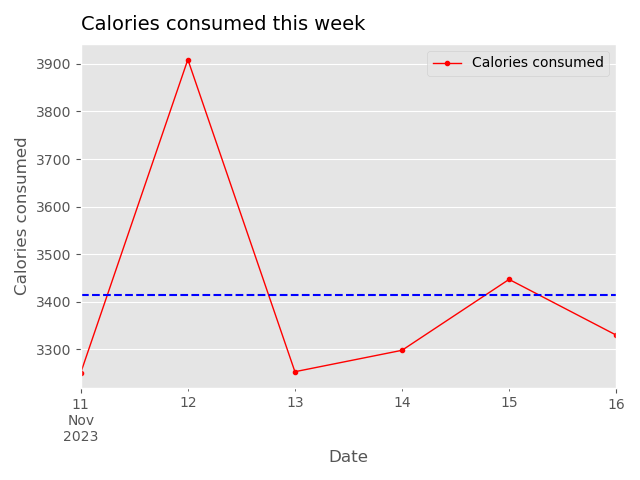 Calories consumed this week
Calories consumed
3900
3800
3700
3600
3500
3400
3300
Calories consumed
11 12 13 14 15 16
Nov
2023
Date